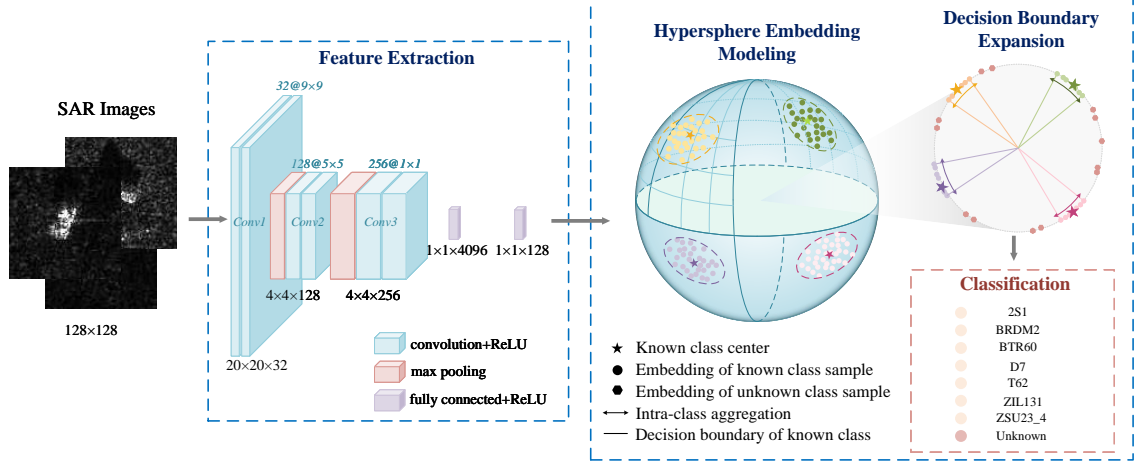 SAR Images
128×128
Feature Extraction
32@9×9
128@5×5
256@1×1
Conv1
Conv2
Conv3
1×1×4096
1×1×128
4×4×128
4×4×256
20×20×32
convolution+ReLU
max pooling
fully connected+ReLU
Hypersphere Embedding
Modeling
Decision Boundary
Expansion
Known class center
Embedding of known class sample
Embedding of unknown class sample
Intra-class aggregation
Decision boundary of known class
Classification
2S1
BRDM2
BTR60
D7
T62
ZIL131
ZSU23_4
Unknown